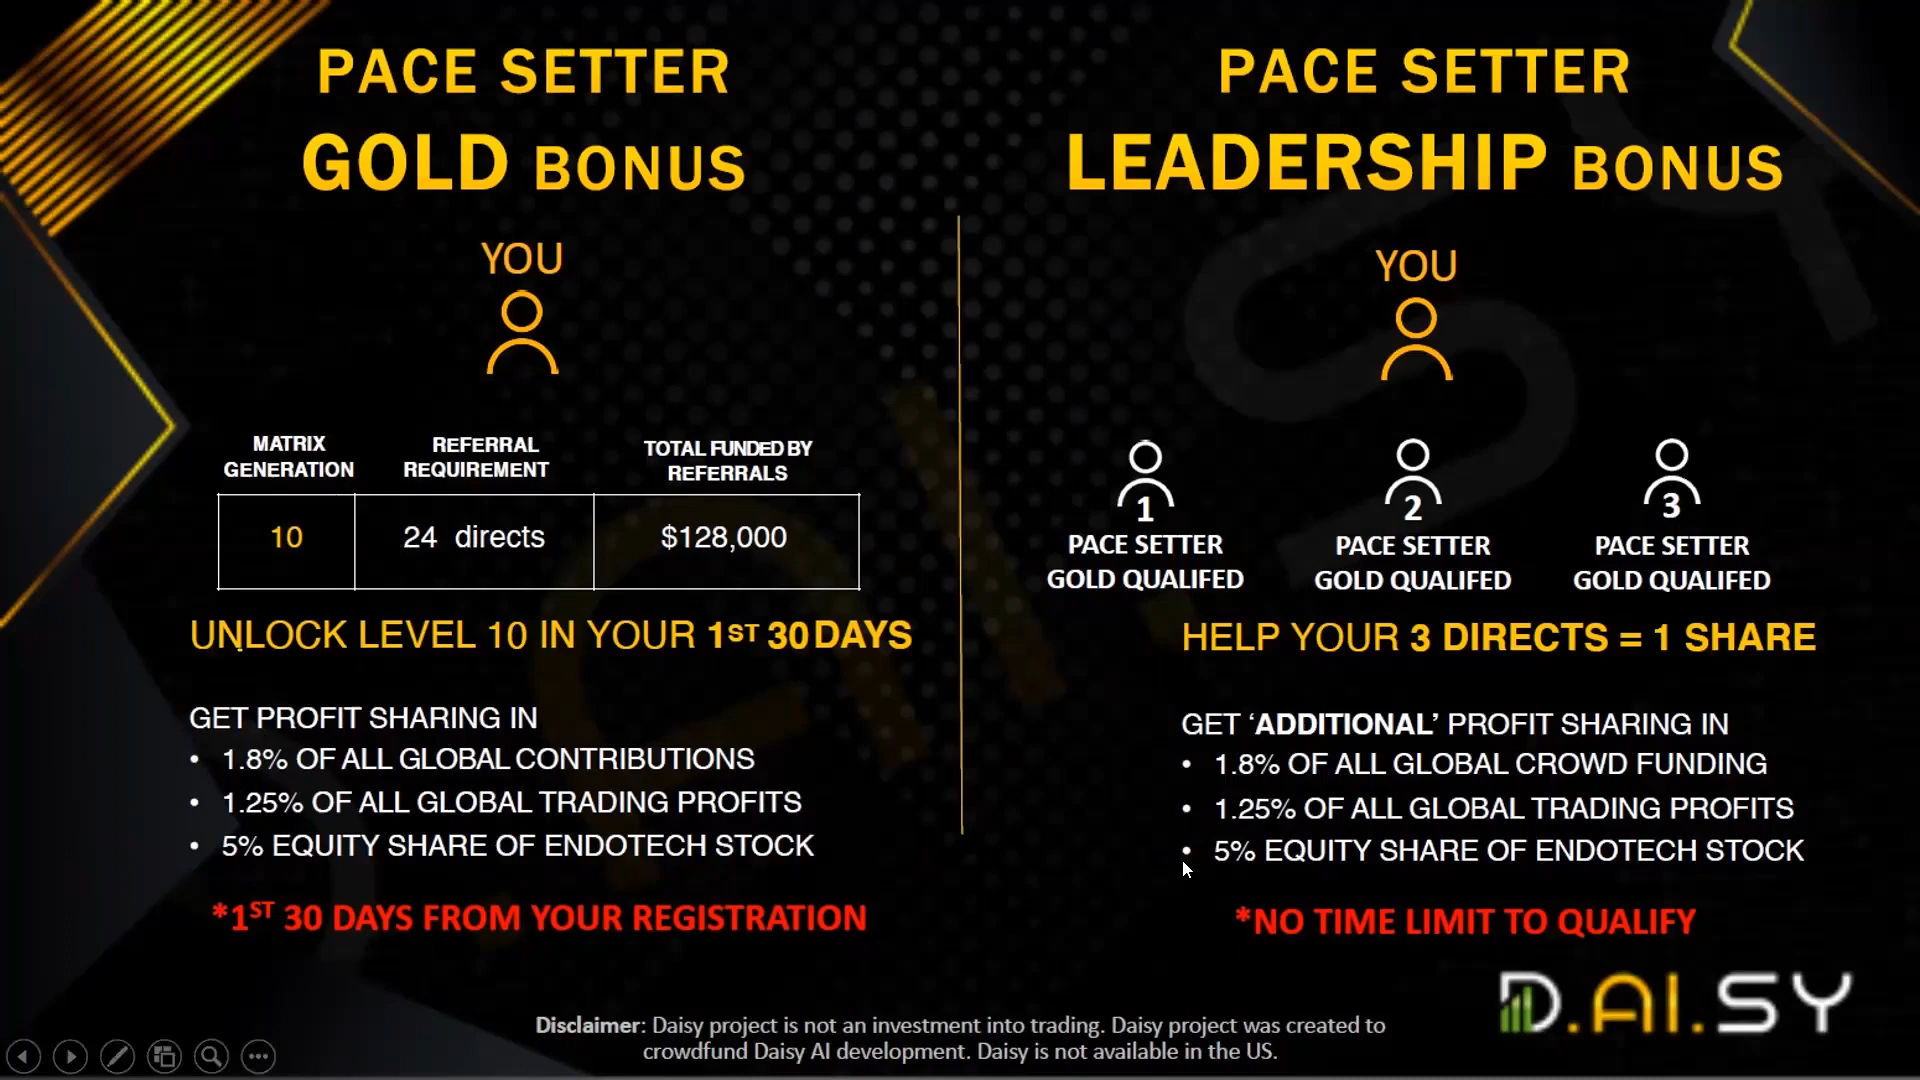 PACE SETTER
GOLD BONUS
YOU
MATRIX
GENERATION
REFERRAL
REQUIREMENT
TOTAL FUNDED BY
REFERRALS
10
24 directs
$128,000
UNLOCK LEVEL 10 IN YOUR 1ST 30 DAYS
GET PROFIT SHARING IN
• 1.8% OF ALL GLOBAL CONTRIBUTIONS
• 1.25% OF ALL GLOBAL TRADING PROFITS
• 5% EQUITY SHARE OF ENDOTECH STOCK
*1ST 30 DAYS FROM YOUR REGISTRATION
PACE SETTER
LEADERSHIP BONUS
YOU
1
PACE SETTER
GOLD QUALIFED
2
PACE SETTER
GOLD QUALIFED
3
PACE SETTER
GOLD QUALIFED
HELP YOUR 3 DIRECTS = 1 SHARE
GET ‘ADDITIONAL’ PROFIT SHARING IN
• 1.8% OF ALL GLOBAL CROWD FUNDING
• 1.25% OF ALL GLOBAL TRADING PROFITS
• 5% EQUITY SHARE OF ENDOTECH STOCK
*NO TIME LIMIT TO QUALIFY
D.AI.SY
Disclaimer: Daisy project is not an investment into trading. Daisy project was created to
crowdfund Daisy AI development. Daisy is not available in the US.